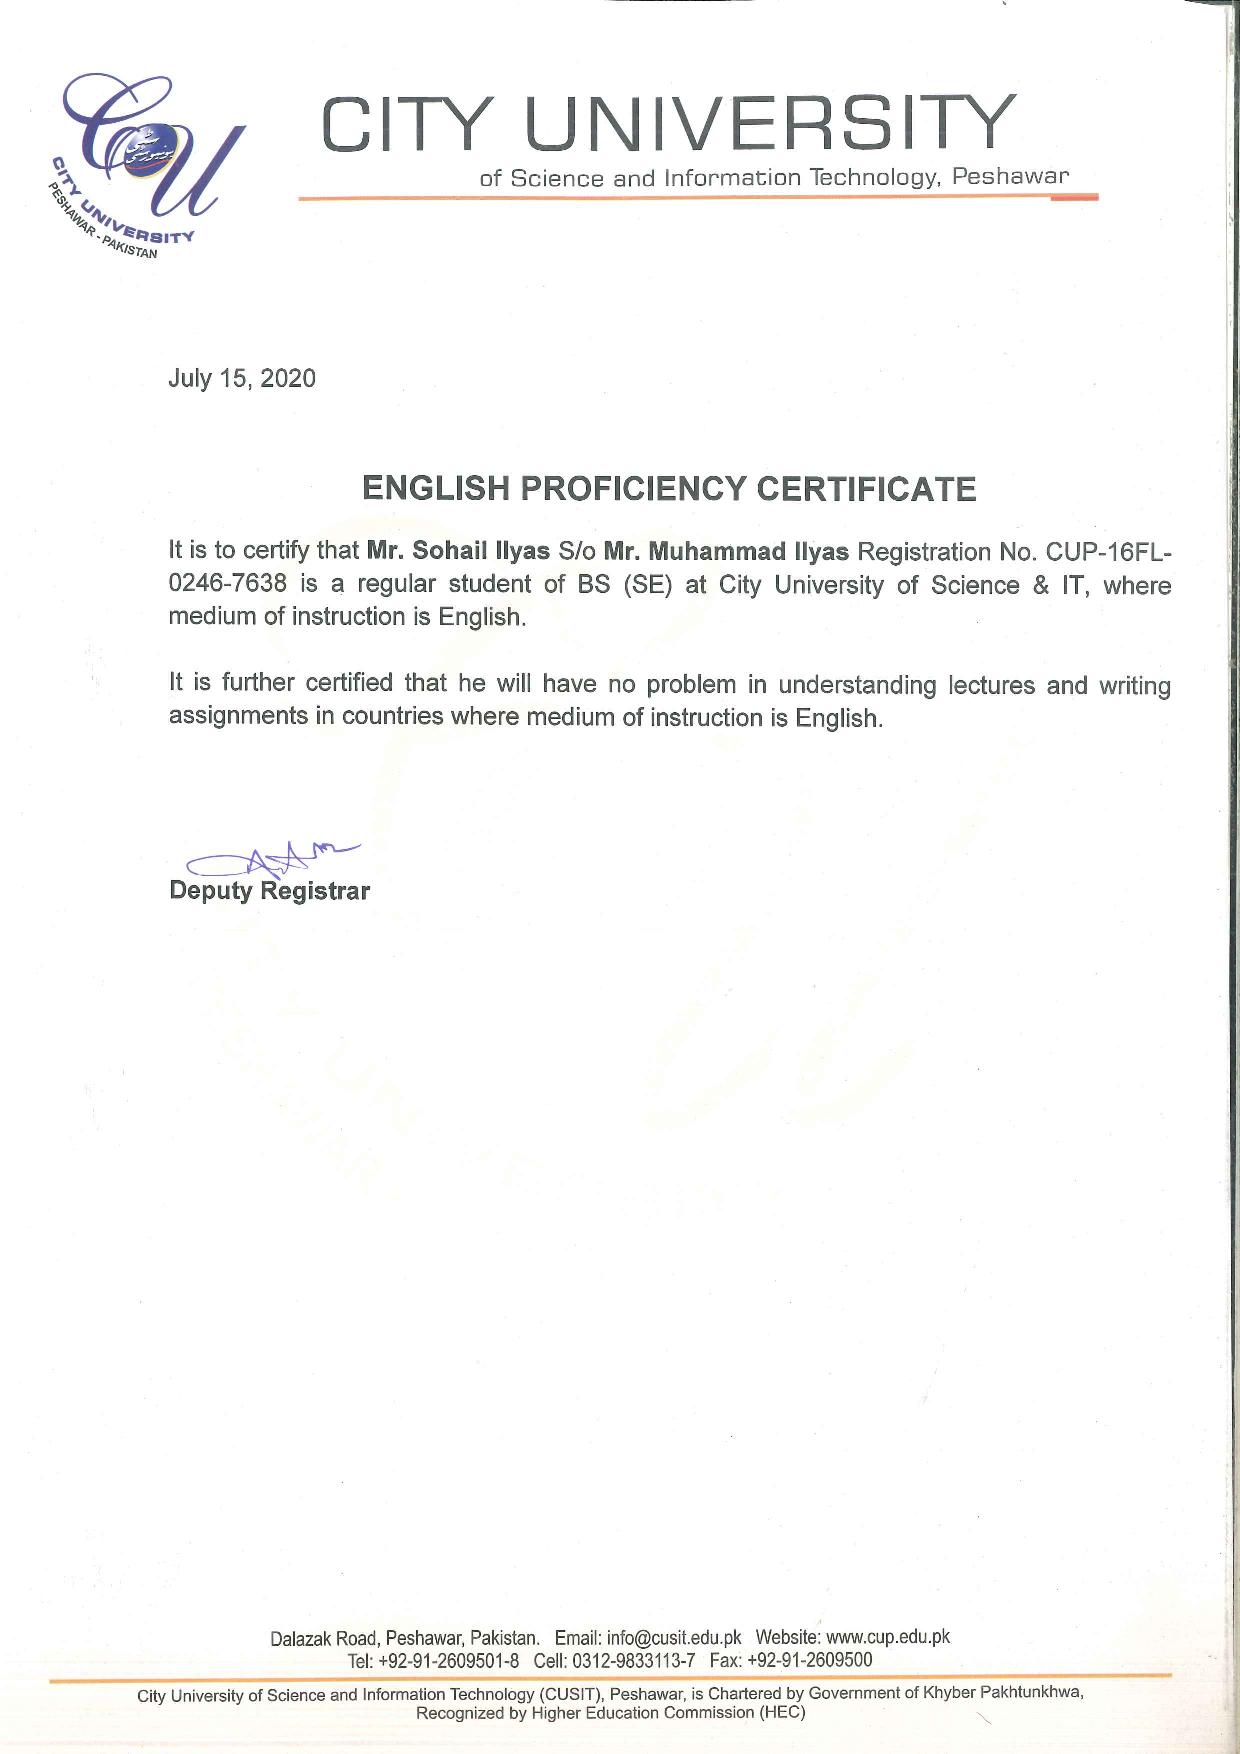 CITY UNIVERSITY
of Science and Information Technology, Peshawar
سٹی
یونیورسٹی
CITY UNIVERSITY
PESHAWAR - PAKISTAN
July 15, 2020
ENGLISH PROFICIENCY CERTIFICATE
It is to certify that Mr. Sohail Ilyas S/o Mr. Muhammad Ilyas Registration No. CUP-16FL-
0246-7638 is a regular student of BS (SE) at City University of Science & IT, where
medium of instruction is English.
It is further certified that he will have no problem in understanding lectures and writing
assignments in countries where medium of instruction is English.
Deputy Registrar
Dalazak Road, Peshawar, Pakistan. Email: info@cusit.edu.pk Website: www.cup.edu.pk
Tel: +92-91-2609501-8 Cell: 0312-9833113-7 Fax: +92-91-2609500
City University of Science and Information Technology (CUSIT), Peshawar, is Chartered by Government of Khyber Pakhtunkhwa,
Recognized by Higher Education Commission (HEC)